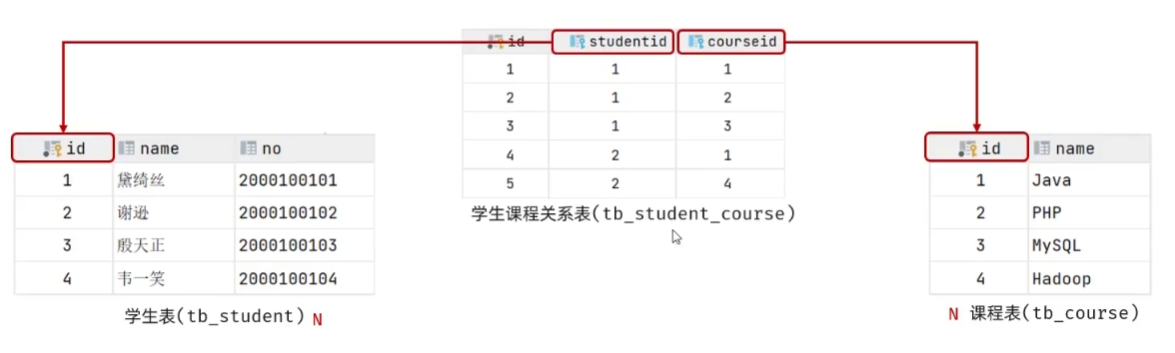 id studentid courseid
1 1 1
2 1 2
3 1 3
4 2 1
5 2 4
学生课程关系表(tb_student_course)
id name no
1 黛绮丝 2000100101
2 谢逊 2000100102
3 殷天正 2000100103
4 韦一笑 2000100104
学生表(tb_student) N
id name
1 Java
2 PHP
3 MySQL
4 Hadoop
N 课程表(tb_course)